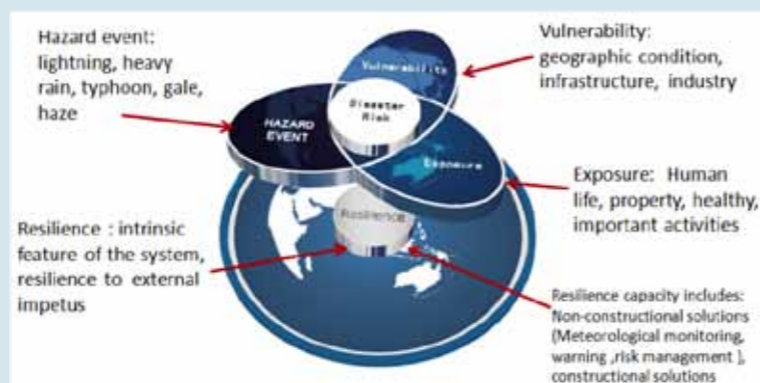 Hazard event:
lightning, heavy
rain, typhoon, gale,
haze
Vulnerability:
geographic condition,
infrastructure, industry
Vulnerability
Disaster
Risk
HAZARD
EVENT
Exposure
Exposure: Human
life, property, healthy,
important activities
Resilience
Resilience : intrinsic
feature of the system,
resilience to external
impetus
Resilience capacity includes:
Non-constructional solutions
(Meteorological monitoring,
warning ,risk management ),
constructional solutions